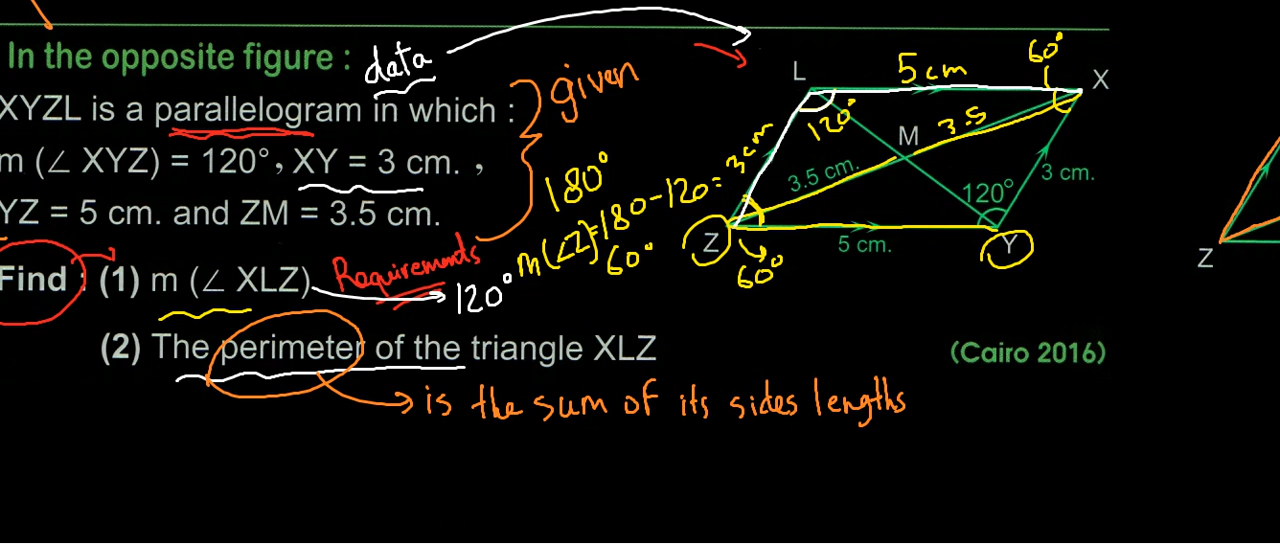 In the opposite figure : data
XYZL is a parallelogram in which :
given
m (∠ XYZ) = 120°, XY = 3 cm. ,
YZ = 5 cm. and ZM = 3.5 cm.
180°
m(∠Z)=180-120=
60°
Find : (1) m (∠ XLZ) 120°
Requirements
(2) The perimeter of the triangle XLZ
(Cairo 2016)
is the sum of its sides lengths
60°
L 5 cm X
120° M 3.5
3 cm
3.5 cm. 120° 3 cm.
Z 5 cm. Y
60°
Z